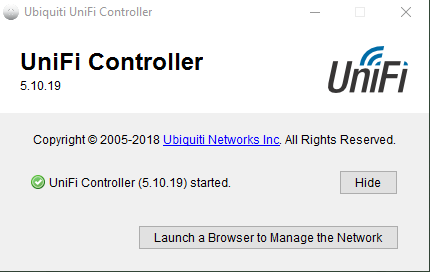 Ubiquiti UniFi Controller
UniFi Controller
5.10.19
UniFi
Copyright © 2005-2018 Ubiquiti Networks Inc. All Rights Reserved.
UniFi Controller (5.10.19) started.
Hide
Launch a Browser to Manage the Network